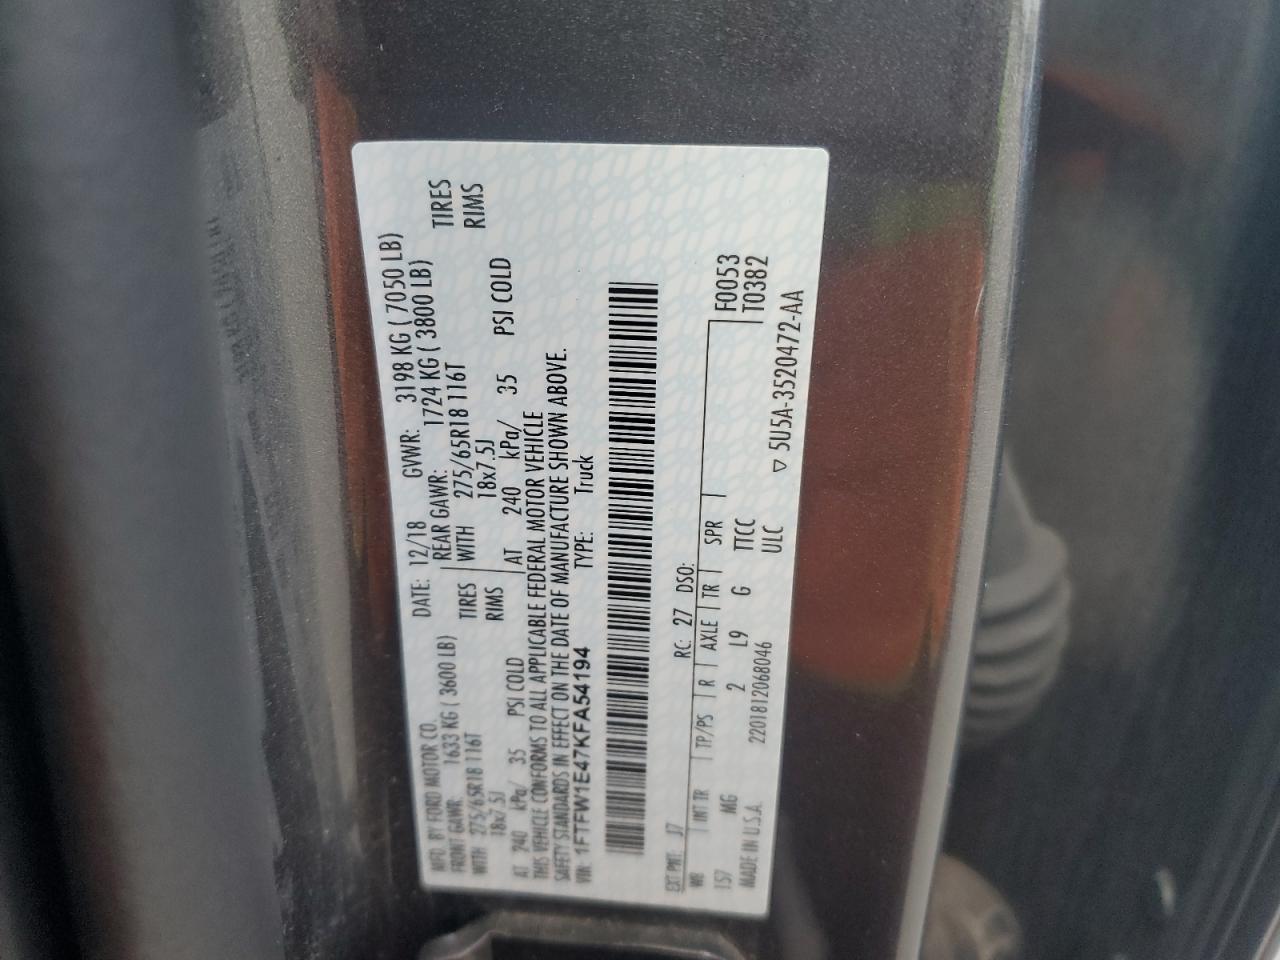 MFD. BY FORD MOTOR CO.
DATE: 12/18 GVWR: 3198 KG ( 7050 LB)
FRONT GAWR: 1633 KG ( 3600 LB)
REAR GAWR: 1724 KG ( 3800 LB)
WITH 275/65R18 116T TIRES
WITH 275/65R18 116T TIRES
18x7.5J RIMS
18x7.5J RIMS
AT 240 kPa/ 35 PSI COLD
AT 240 kPa/ 35 PSI COLD
THIS VEHICLE CONFORMS TO ALL APPLICABLE FEDERAL MOTOR VEHICLE
SAFETY STANDARDS IN EFFECT ON THE DATE OF MANUFACTURE SHOWN ABOVE.
VIN: 1FTFW1E47KFA54194 TYPE: Truck
EXT PNT: J7 RC: 27 DSO:
WB INT TR TP/PS R AXLE TR SPR F0053
157 MG 2 L9 G TTCC T0382
MADE IN U.S.A. 2201812068046 ULC
▽ 5U5A-3520472-AA